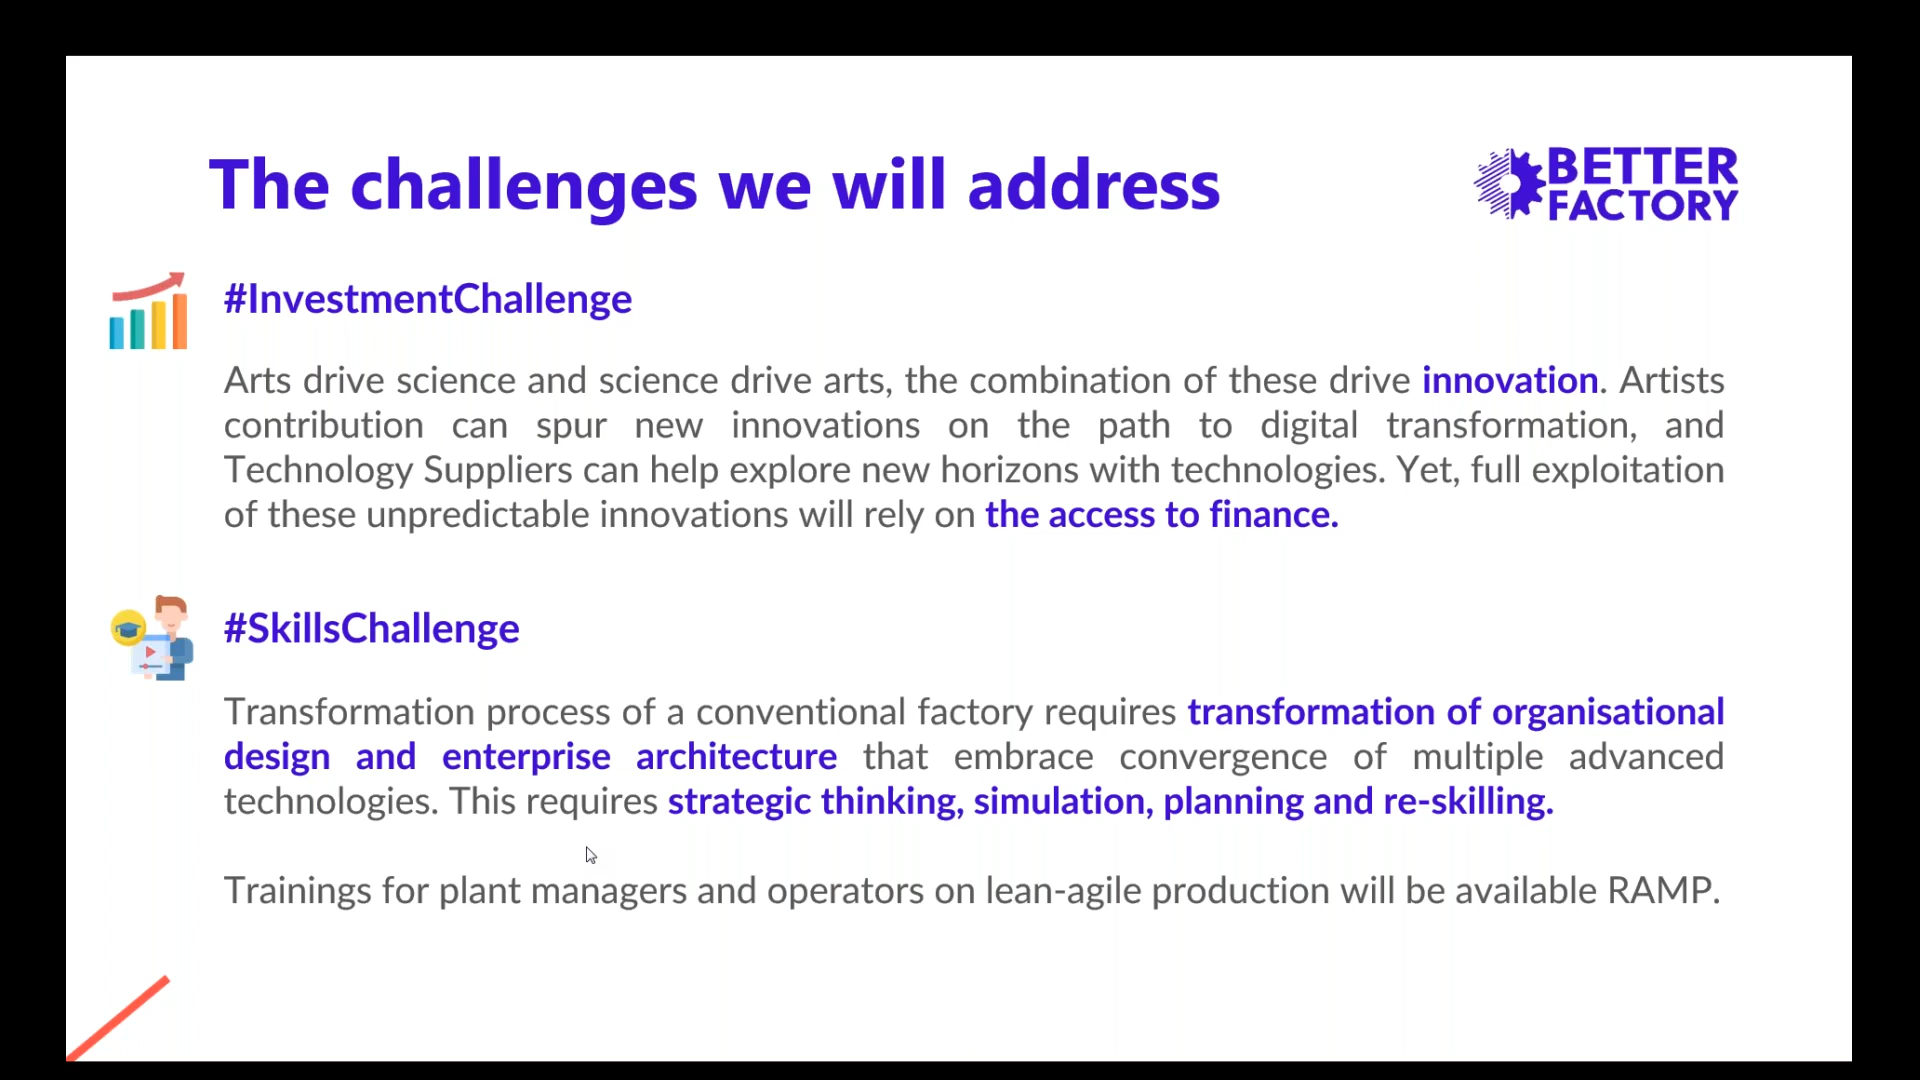 The challenges we will address
BETTER
FACTORY
#InvestmentChallenge
Arts drive science and science drive arts, the combination of these drive innovation. Artists
contribution can spur new innovations on the path to digital transformation, and
Technology Suppliers can help explore new horizons with technologies. Yet, full exploitation
of these unpredictable innovations will rely on the access to finance.
#SkillsChallenge
Transformation process of a conventional factory requires transformation of organisational
design and enterprise architecture that embrace convergence of multiple advanced
technologies. This requires strategic thinking, simulation, planning and re-skilling.
Trainings for plant managers and operators on lean-agile production will be available RAMP.